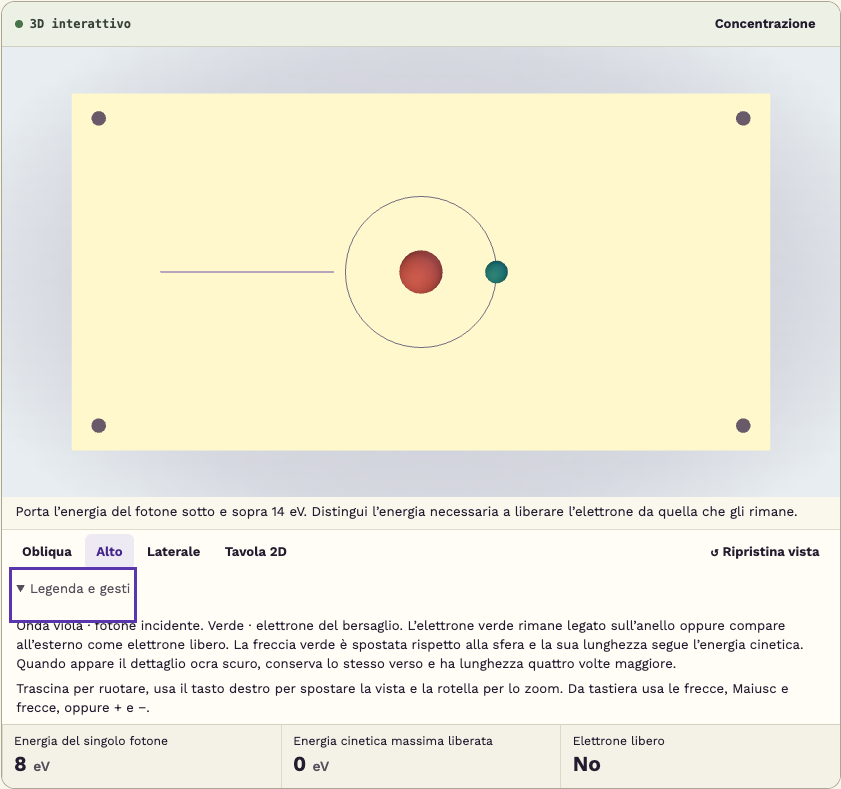 3D interattivo
Concentrazione
Porta l’energia del fotone sotto e sopra 14 eV. Distingui l’energia necessaria a liberare l’elettrone da quella che gli rimane.
Obliqua Alto Laterale Tavola 2D ↺ Ripristina vista
▼ Legenda e gesti
Onda viola · fotone incidente. Verde · elettrone del bersaglio. L’elettrone verde rimane legato sull’anello oppure compare
all’esterno come elettrone libero. La freccia verde è spostata rispetto alla sfera e la sua lunghezza segue l’energia cinetica.
Quando appare il dettaglio ocra scuro, conserva lo stesso verso e ha lunghezza quattro volte maggiore.
Trascina per ruotare, usa il tasto destro per spostare la vista e la rotella per lo zoom. Da tastiera usa le frecce, Maiusc e
frecce, oppure + e −.
Energia del singolo fotone
8 eV
Energia cinetica massima liberata
0 eV
Elettrone libero
No